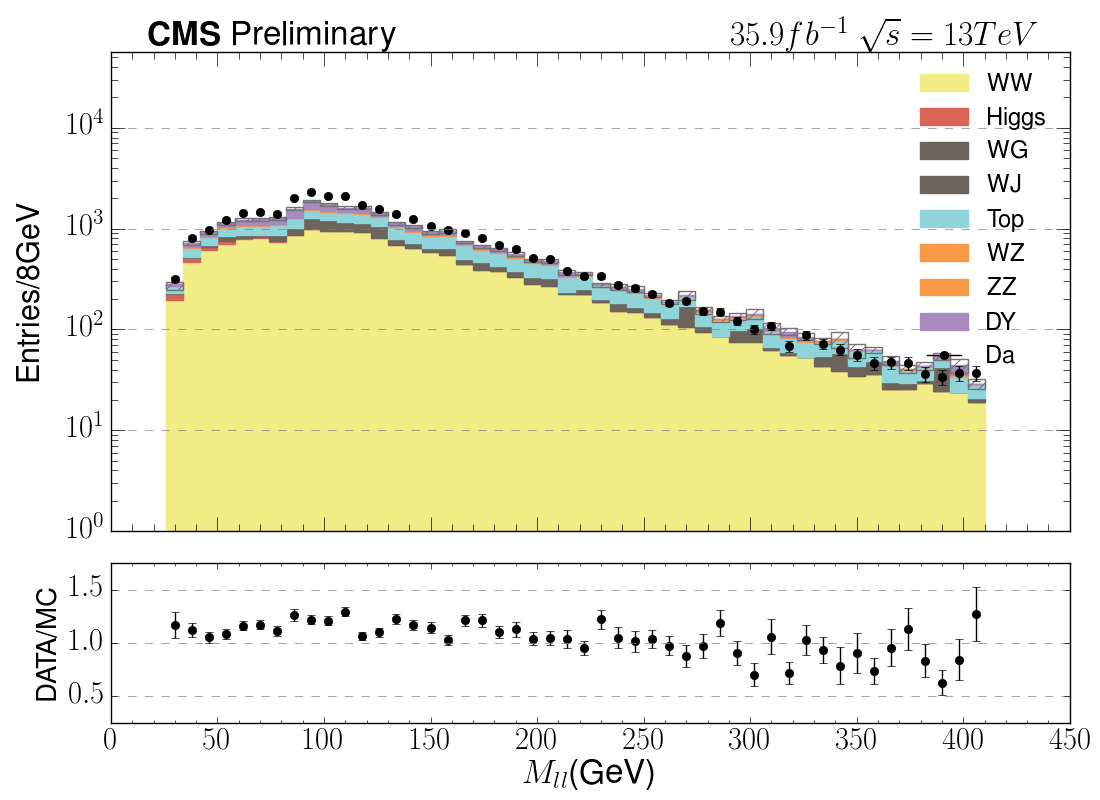 CMS Preliminary
35.9fb⁻¹ √s = 13TeV
WW
Higgs
WG
WJ
Top
WZ
ZZ
DY
Da
Entries/8GeV
10⁴
10³
10²
10¹
10⁰
DATA/MC
1.5
1.0
0.5
0 50 100 150 200 250 300 350 400 450
M_ll(GeV)